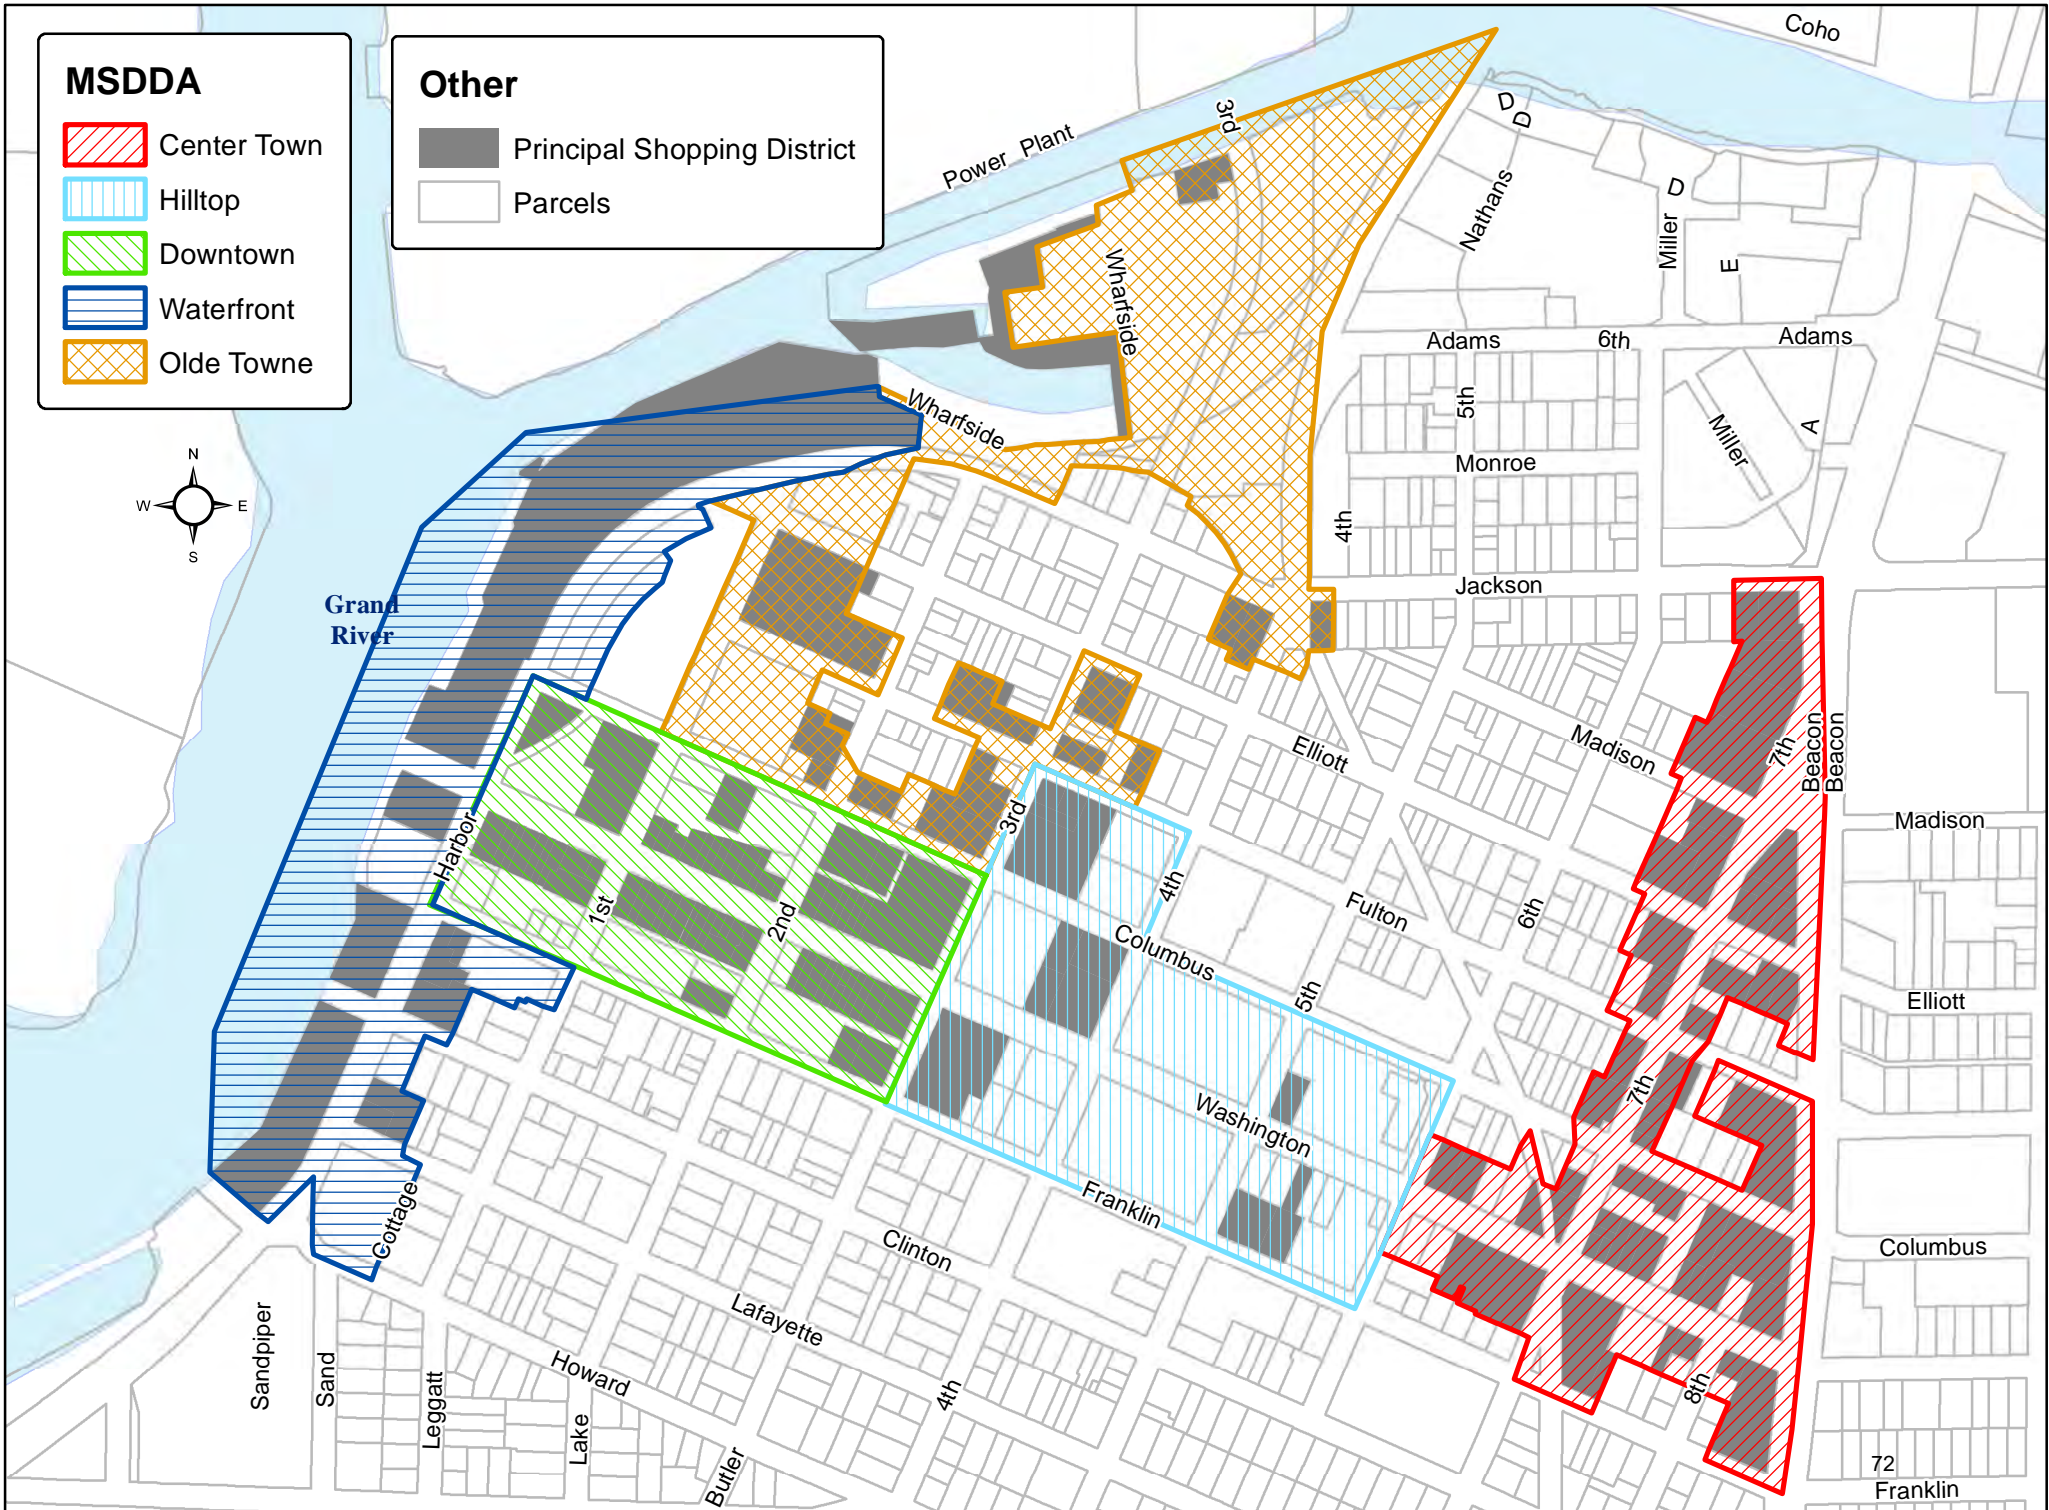 MSDDA
Center Town
Hilltop
Downtown
Waterfront
Olde Towne
Other
Principal Shopping District
Parcels
Coho
3rd
Power Plant
D
D
D
Nathans
Miller
E
Wharfside
Adams
6th
Adams
5th
Wharfside
Miller
A
Monroe
N
W
E
S
4th
Jackson
Grand
River
Madison
7th
Beacon
Beacon
Elliott
Madison
3rd
Harbor
4th
1st
2nd
Fulton
6th
Columbus
5th
Elliott
7th
Washington
Franklin
Cottage
Clinton
Columbus
Lafayette
Sandpiper
Sand
Leggatt
Howard
Lake
4th
8th
Butler
72
Franklin